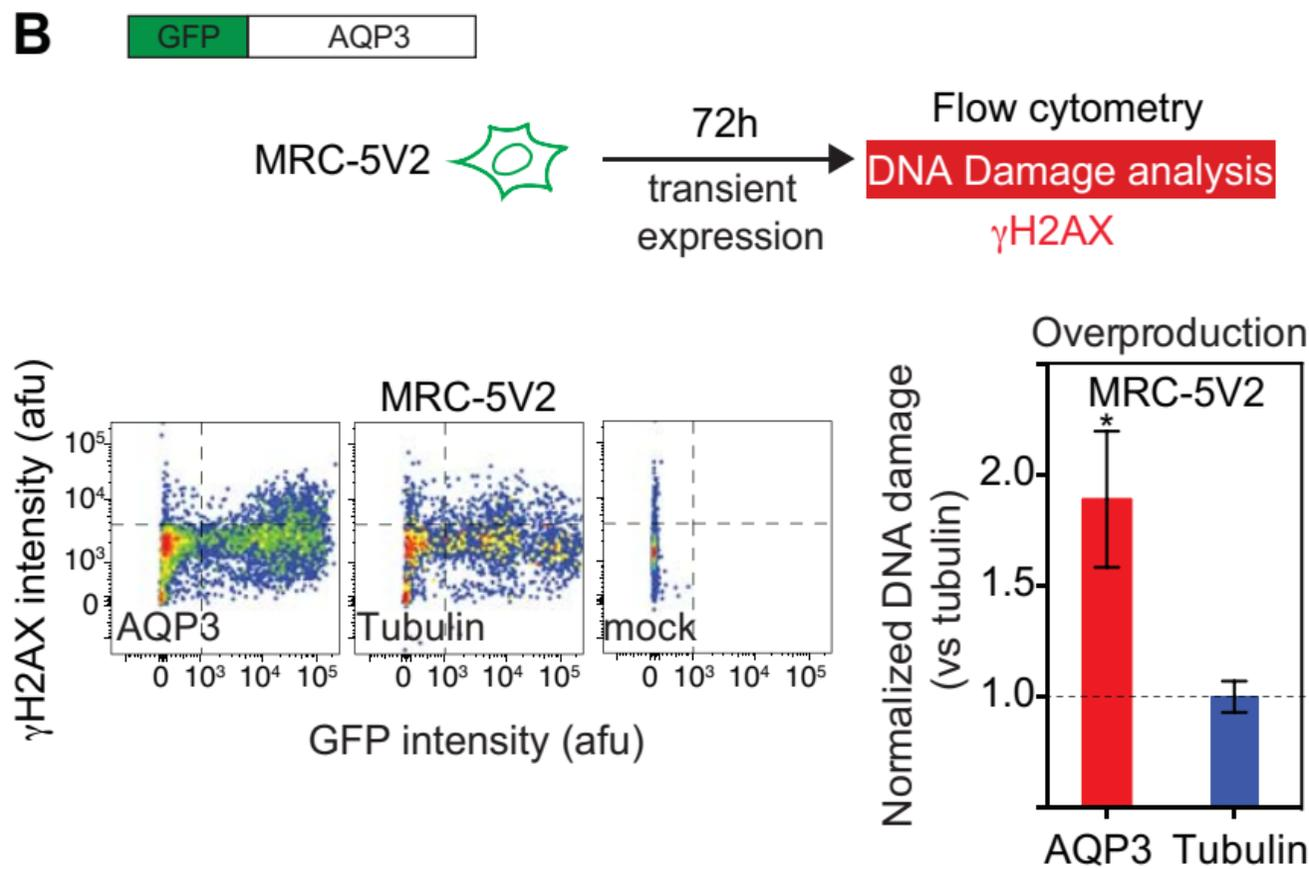 B
GFP AQP3
MRC-5V2
72h
transient
expression
Flow cytometry
DNA Damage analysis
γH2AX
MRC-5V2
γH2AX intensity (afu)
10⁵
10⁴
10³
0
AQP3
Tubulin
mock
0 10³ 10⁴ 10⁵
0 10³ 10⁴ 10⁵
0 10³ 10⁴ 10⁵
GFP intensity (afu)
Overproduction
MRC-5V2
*
Normalized DNA damage
(vs tubulin)
2.0
1.5
1.0
AQP3 Tubulin